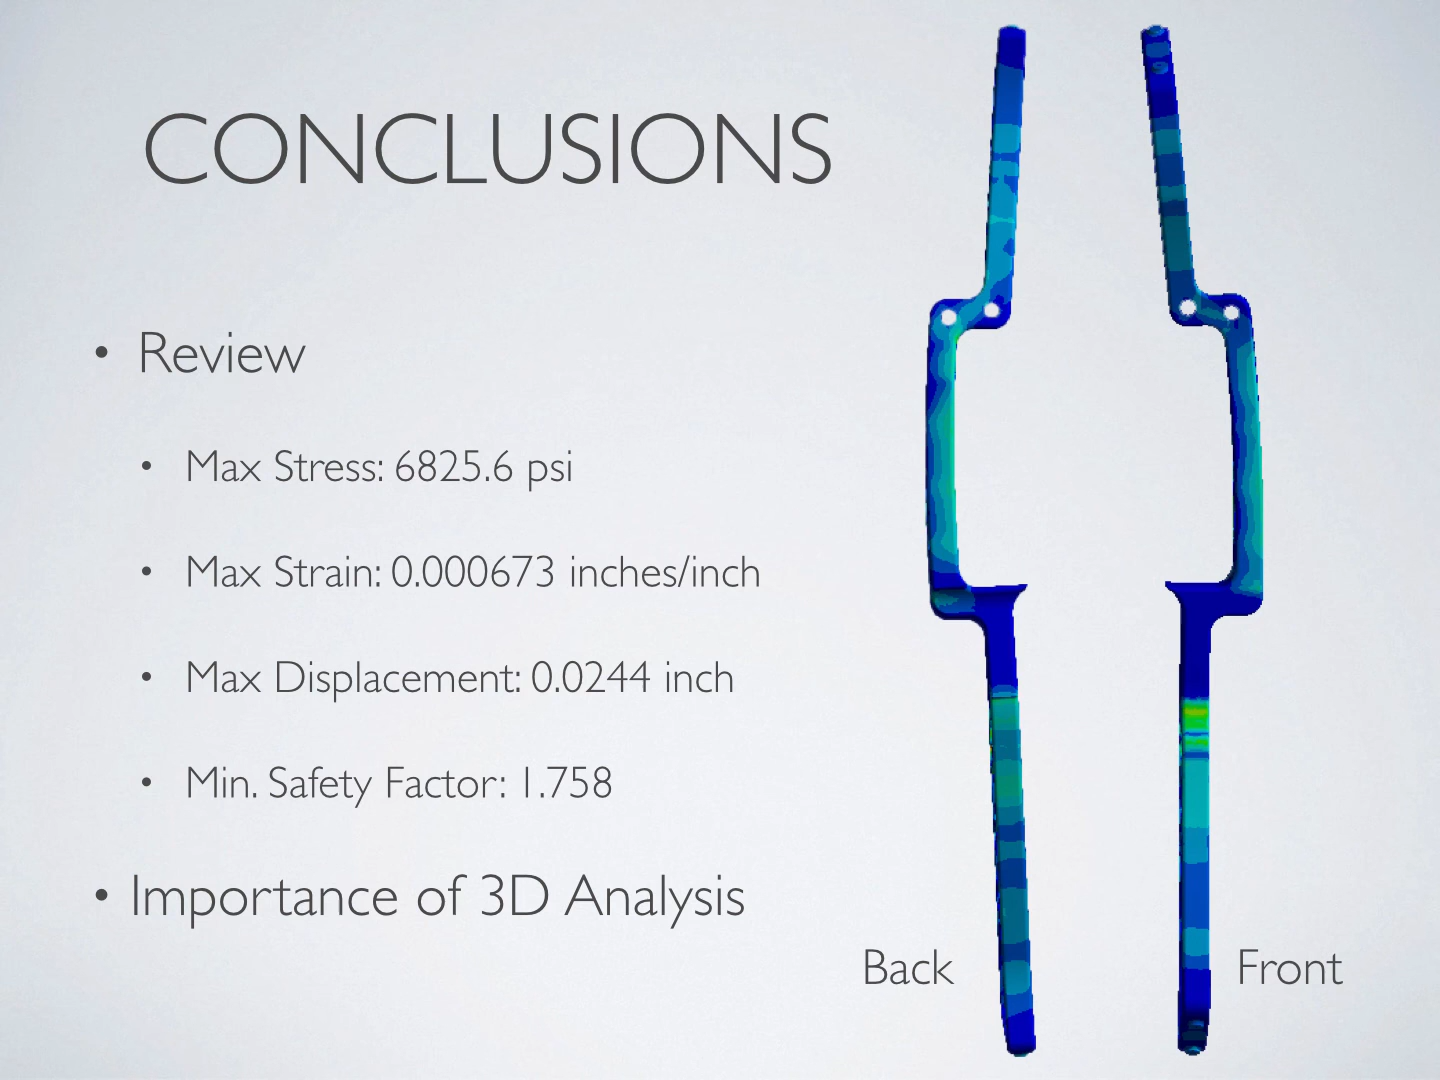 CONCLUSIONS
• Review
• Max Stress: 6825.6 psi
• Max Strain: 0.000673 inches/inch
• Max Displacement: 0.0244 inch
• Min. Safety Factor: 1.758
• Importance of 3D Analysis
Back
Front